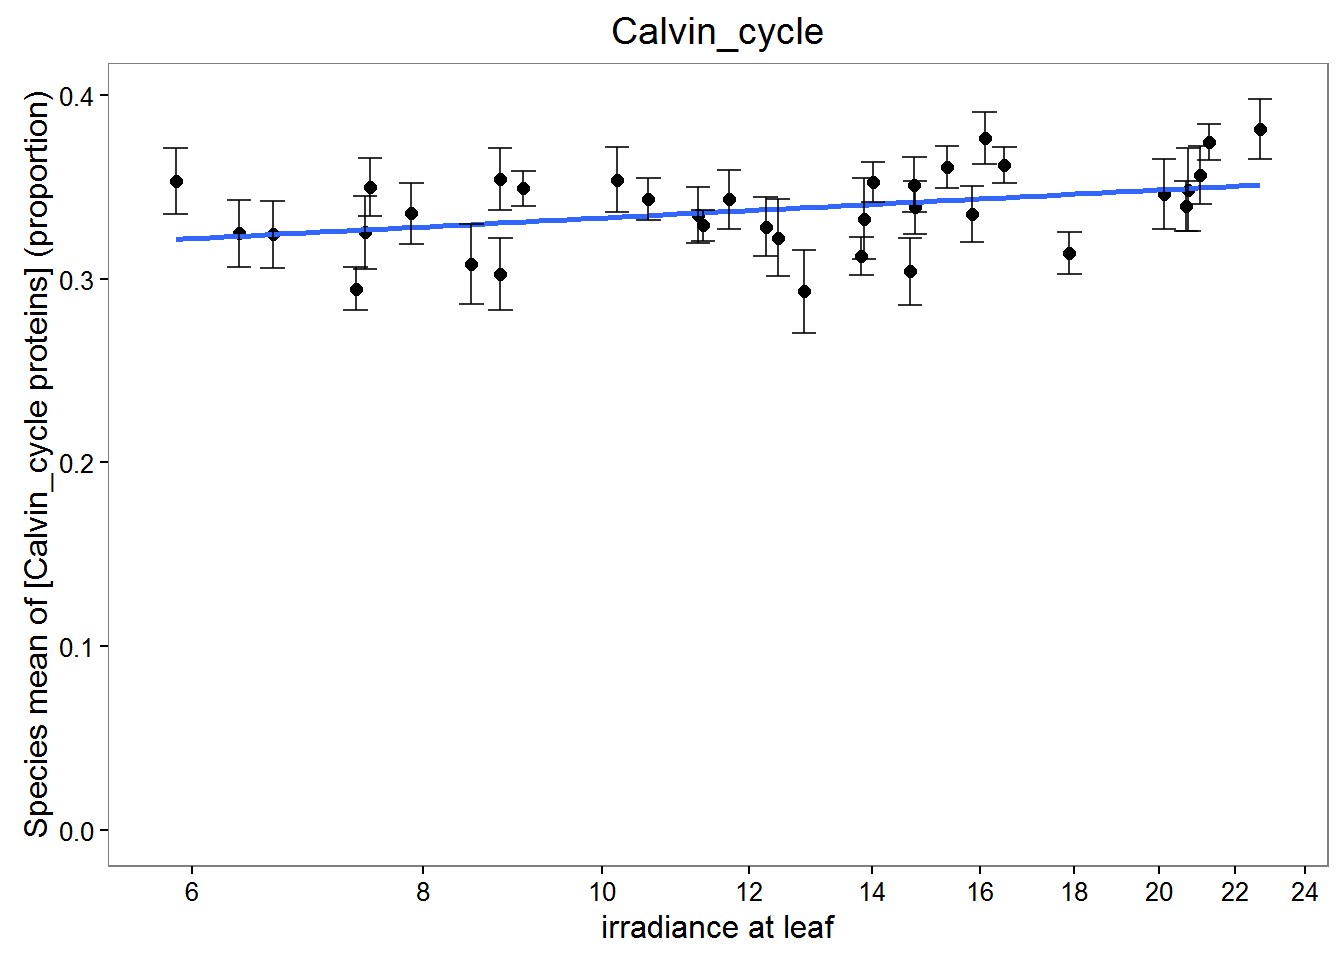 Calvin_cycle
Species mean of [Calvin_cycle proteins] (proportion)
0.4
0.3
0.2
0.1
0.0
6 8 10 12 14 16 18 20 22 24
irradiance at leaf